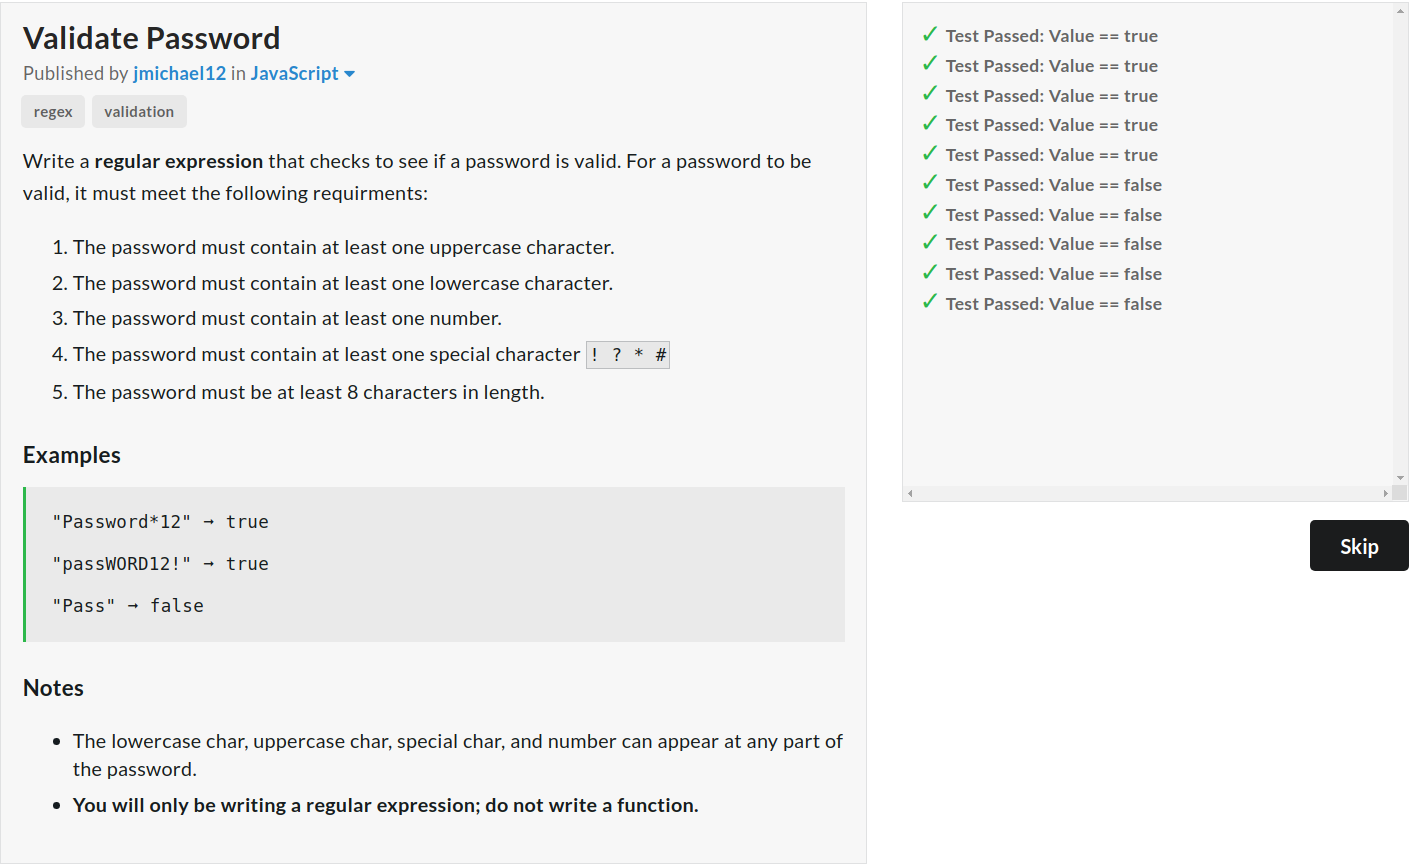 Validate Password
Published by jmichael12 in JavaScript
regex validation
Write a regular expression that checks to see if a password is valid. For a password to be
valid, it must meet the following requirments:
1. The password must contain at least one uppercase character.
2. The password must contain at least one lowercase character.
3. The password must contain at least one number.
4. The password must contain at least one special character ! ? * #
5. The password must be at least 8 characters in length.
Examples
"Password*12" → true
"passWORD12!" → true
"Pass" → false
Notes
• The lowercase char, uppercase char, special char, and number can appear at any part of
the password.
• You will only be writing a regular expression; do not write a function.
✓ Test Passed: Value == true
✓ Test Passed: Value == true
✓ Test Passed: Value == true
✓ Test Passed: Value == true
✓ Test Passed: Value == true
✓ Test Passed: Value == false
✓ Test Passed: Value == false
✓ Test Passed: Value == false
✓ Test Passed: Value == false
✓ Test Passed: Value == false
Skip